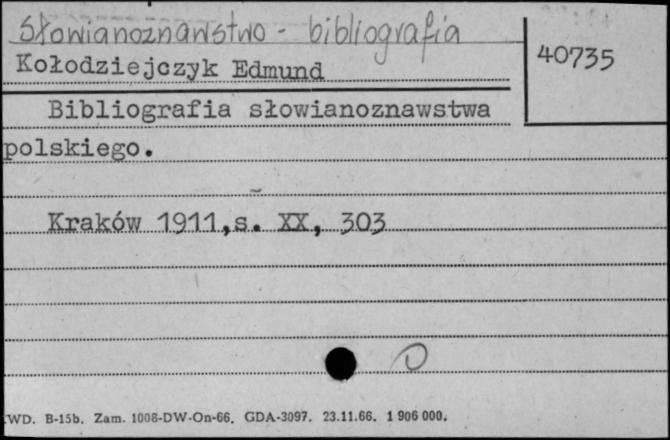 Słowianoznawstwo - bibliografia
40735
Kołodziejczyk Edmund
Bibliografia słowianoznawstwa
polskiego.
Kraków 1911,s. XX, 303
WD. B-15b. Zam. 1008-DW-On-66. GDA-3097. 23.11.66. 1 906 000.